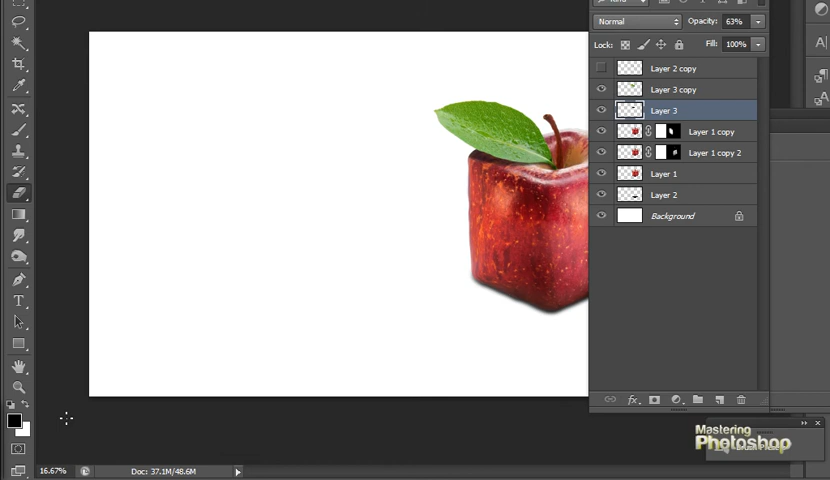 Normal
Opacity: 63%
Lock:
Fill: 100%
Layer 2 copy
Layer 3 copy
Layer 3
Layer 1 copy
Layer 1 copy 2
Layer 1
Layer 2
Background
fx
T
A
16.67%
Doc: 37.1M/48.6M
Mastering
Photoshop